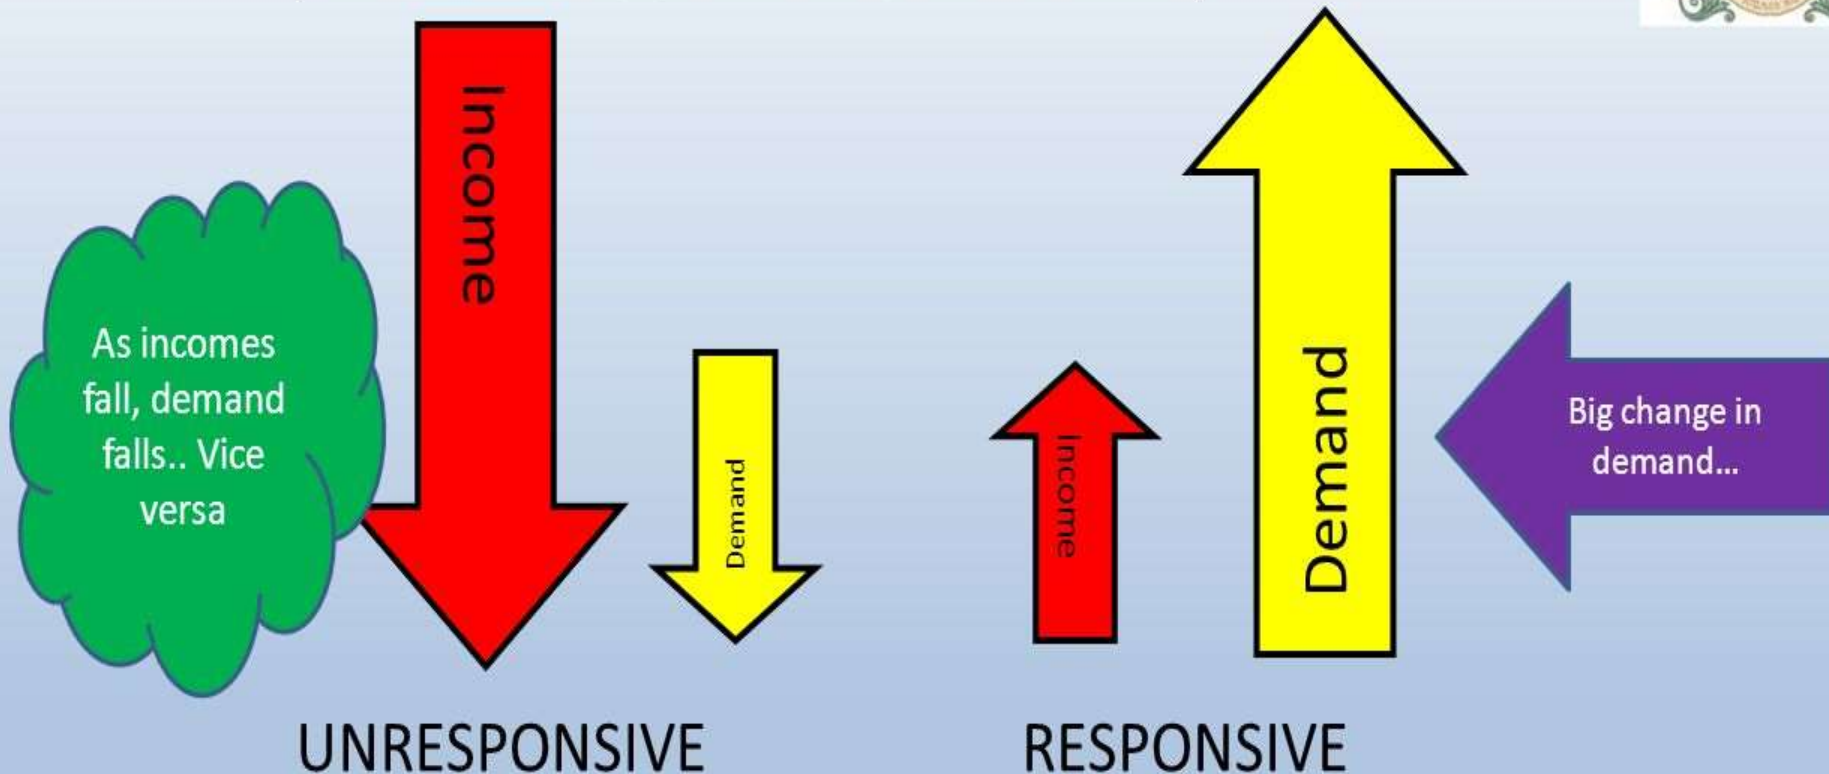 Income
As incomes
fall, demand
falls.. Vice
versa
Demand
Income
Demand
Big change in
demand...
UNRESPONSIVE
RESPONSIVE